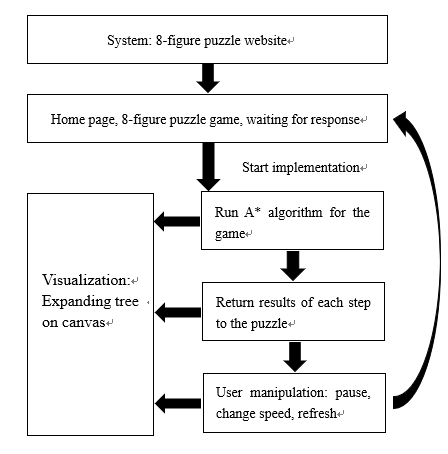 System: 8-figure puzzle website↵
Home page, 8-figure puzzle game, waiting for response↵
Start implementation↵
Run A* algorithm for the
game↵
Return results of each step
to the puzzle↵
Visualization:↵
Expanding tree
on canvas↵
User manipulation: pause,
change speed, refresh↵